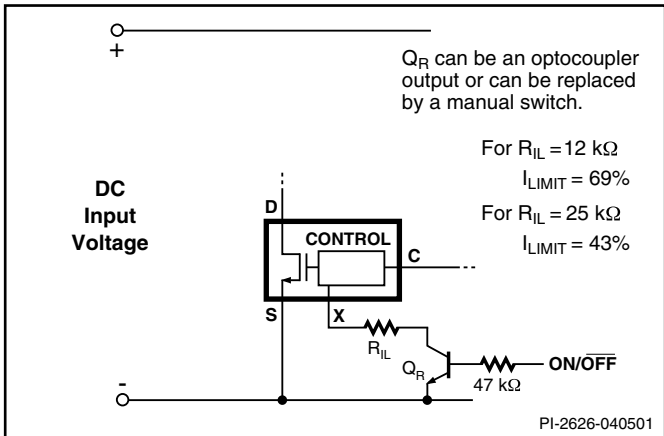 +
Q_R can be an optocoupler
output or can be replaced
by a manual switch.
For R_IL = 12 kΩ
I_LIMIT = 69%
For R_IL = 25 kΩ
I_LIMIT = 43%
DC
Input
Voltage
D
CONTROL
C
S
X
R_IL
Q_R
47 kΩ
ON/O̅F̅F̅
-
PI-2626-040501